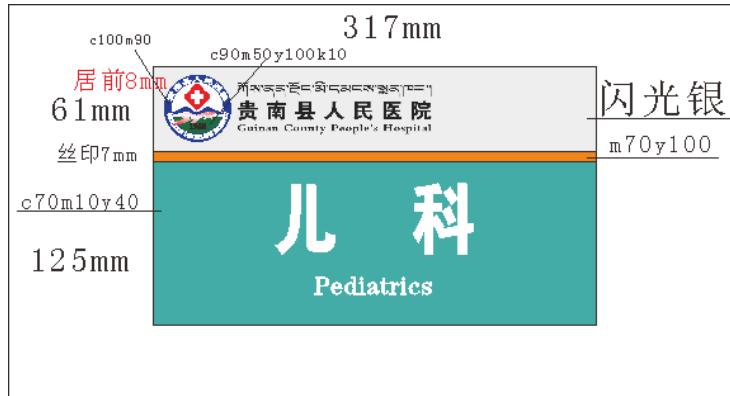 317mm
c100m90
c90m50y100k10
居前8mm
61mm
贵南县人民医院
Guinan County People's Hospital
闪光银
丝印7mm
m70y100
c70m10y40
儿 科
125mm
Pediatrics